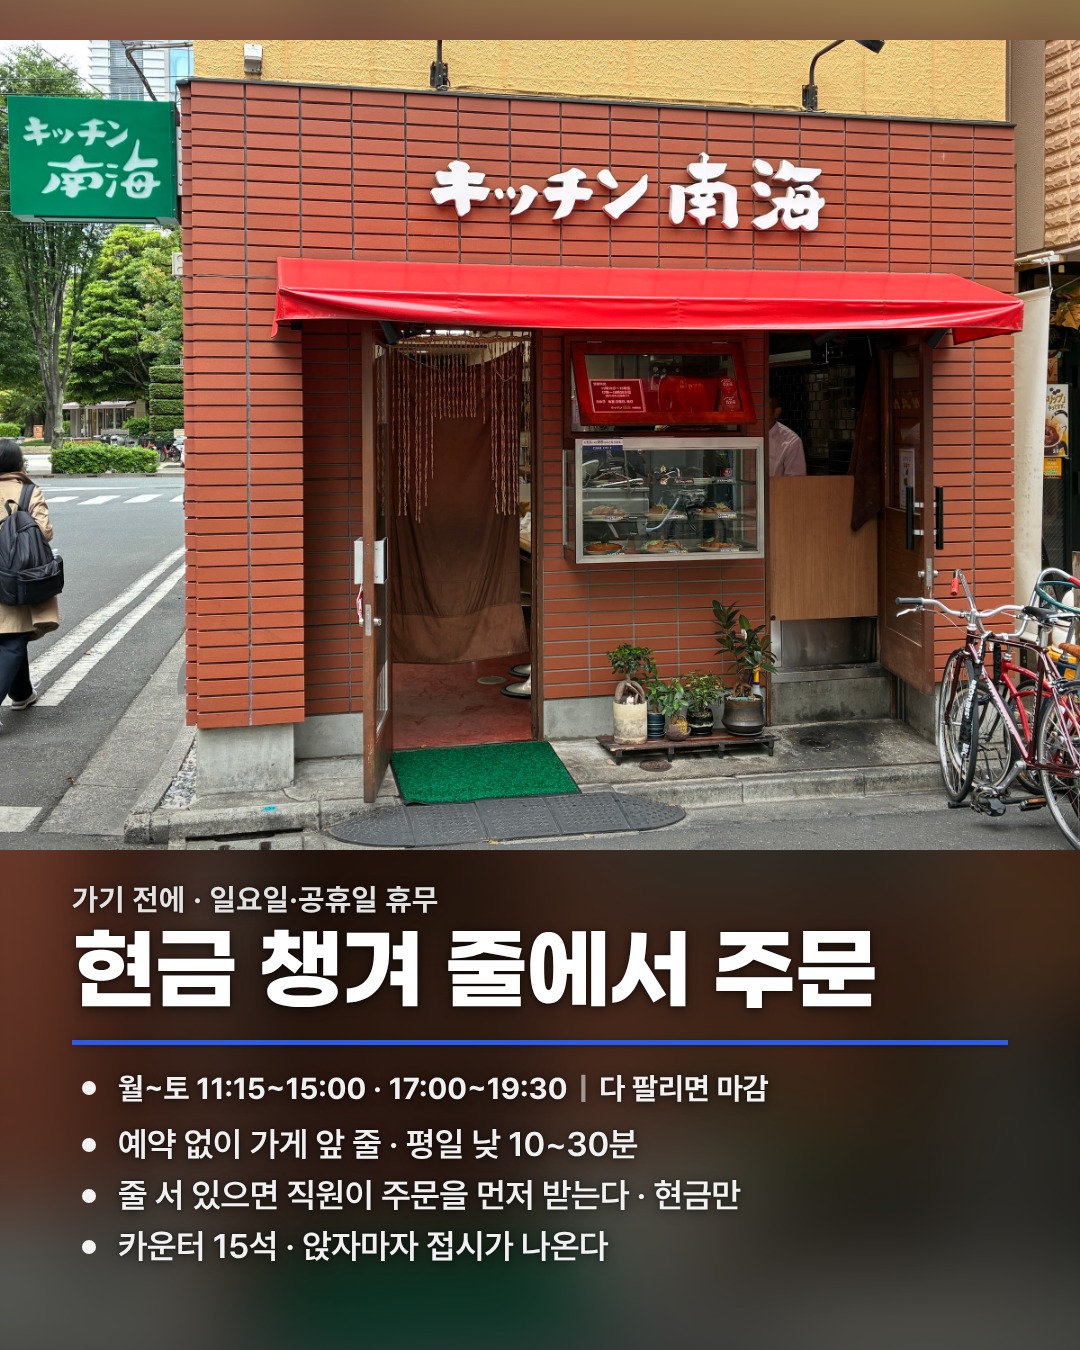 キッチン
南海
キッチン 南海
가기 전에 · 일요일·공휴일 휴무
현금 챙겨 줄에서 주문
월~토 11:15~15:00 · 17:00~19:30 | 다 팔리면 마감
예약 없이 가게 앞 줄 · 평일 낮 10~30분
줄 서 있으면 직원이 주문을 먼저 받는다 · 현금만
카운터 15석 · 앉자마자 접시가 나온다